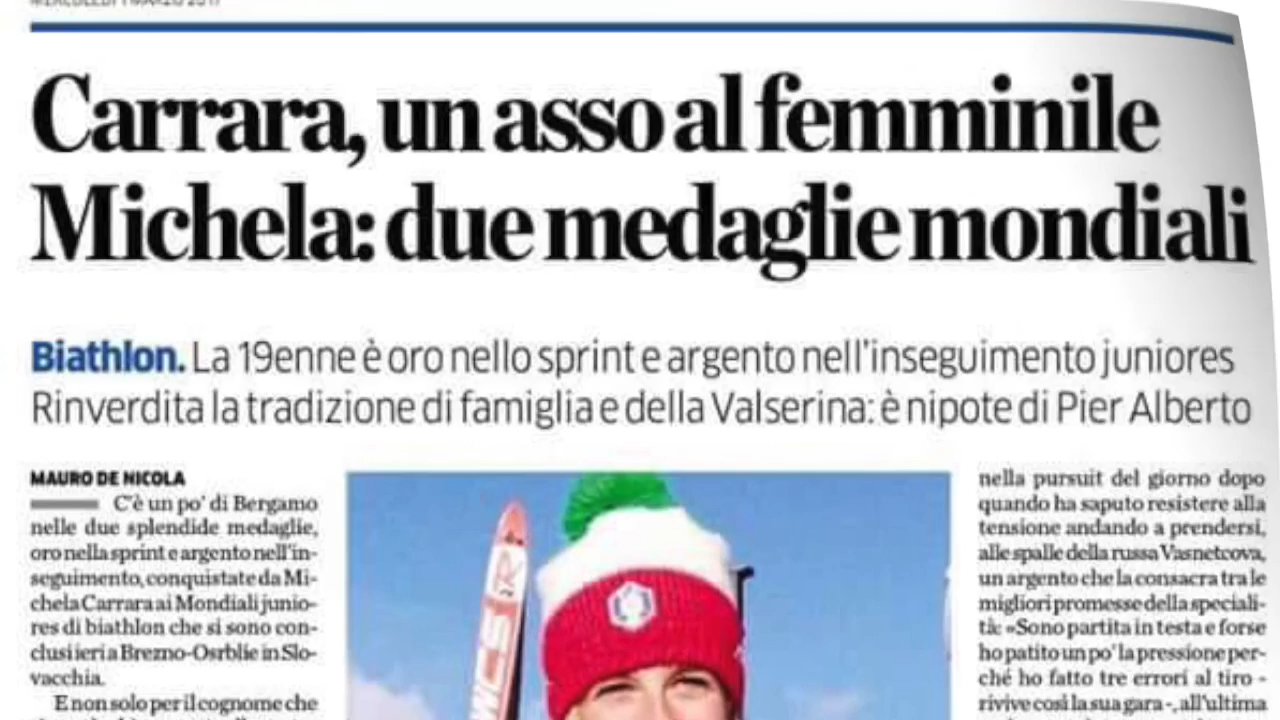 Carrara, un asso al femminile
Michela: due medaglie mondiali
Biathlon. La 19enne è oro nello sprint e argento nell'inseguimento juniores
Rinverdita la tradizione di famiglia e della Valserina: è nipote di Pier Alberto
MAURO DE NICOLA
C'è un po' di Bergamo
nelle due splendide medaglie,
oro nella sprint e argento nell'in-
seguimento, conquistate da Mi-
chela Carrara ai Mondiali junio-
res di biathlon che si sono con-
clusi ieri a Brezno-Osrblie in Slo-
vacchia.
E non solo per il cognome che
nella pursuit del giorno dopo
quando ha saputo resistere alla
tensione andando a prendersi,
alle spalle della russa Vasnetcova,
un argento che la consacra tra le
migliori promesse della speciali-
tà: «Sono partita in testa e forse
ho patito un po' la pressione per-
ché ho fatto tre errori al tiro -
rivive così la sua gara -, all'ultima